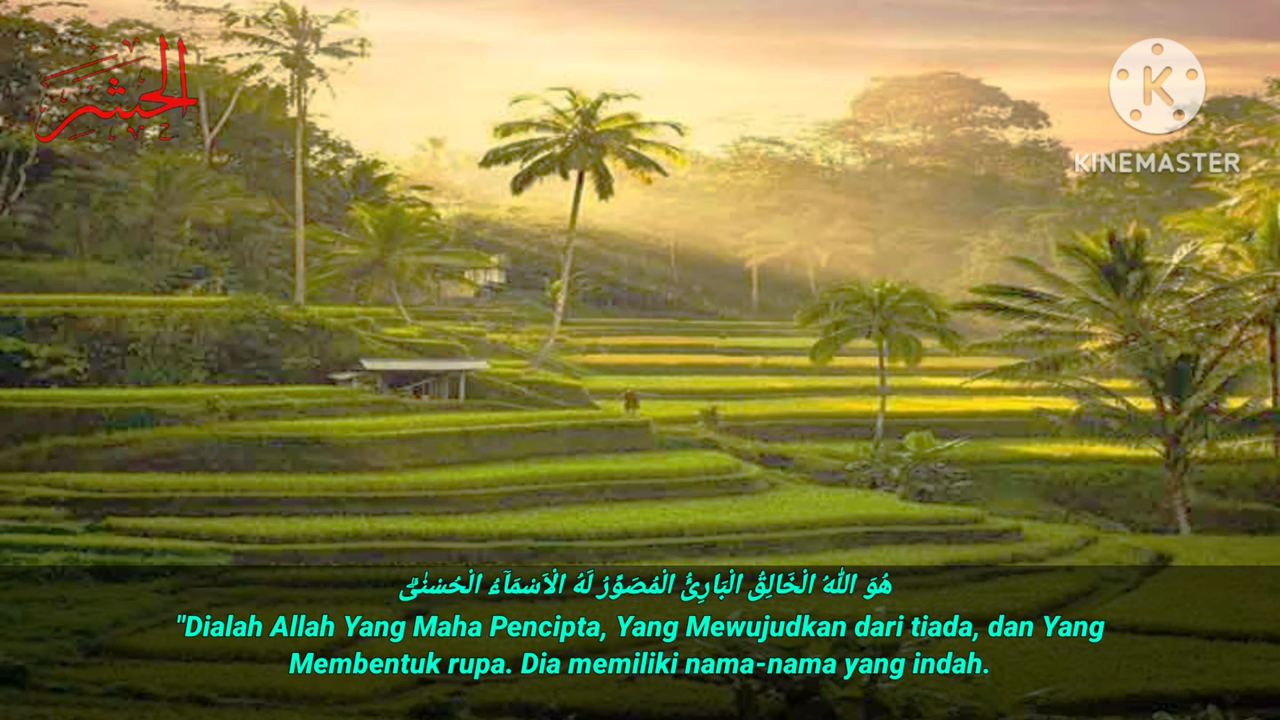 الحشر
K
KINEMASTER
هُوَ اللّٰهُ الْخَالِقُ الْبَارِئُ الْمُصَوِّرُ لَهُ الْاَسْمَآءُ الْحُسْنٰىۗ
"Dialah Allah Yang Maha Pencipta, Yang Mewujudkan dari tiada, dan Yang
Membentuk rupa. Dia memiliki nama-nama yang indah.